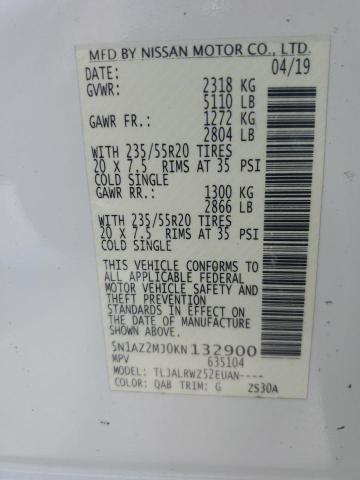 MFD BY NISSAN MOTOR CO., LTD.
DATE: 04/19
GVWR: 2318 KG
5110 LB
GAWR FR.: 1272 KG
2804 LB
WITH 235/55R20 TIRES
20 X 7.5 RIMS AT 35 PSI
COLD SINGLE
GAWR RR.: 1300 KG
2866 LB
WITH 235/55R20 TIRES
20 X 7.5 RIMS AT 35 PSI
COLD SINGLE
THIS VEHICLE CONFORMS TO
ALL APPLICABLE FEDERAL
MOTOR VEHICLE SAFETY AND
THEFT PREVENTION
STANDARDS IN EFFECT ON
THE DATE OF MANUFACTURE
SHOWN ABOVE.
5N1AZ2MJ0KN132900
MPV 635104
MODEL: TLJALRWZ52EUAN----
COLOR: QAB TRIM: G ZS30A